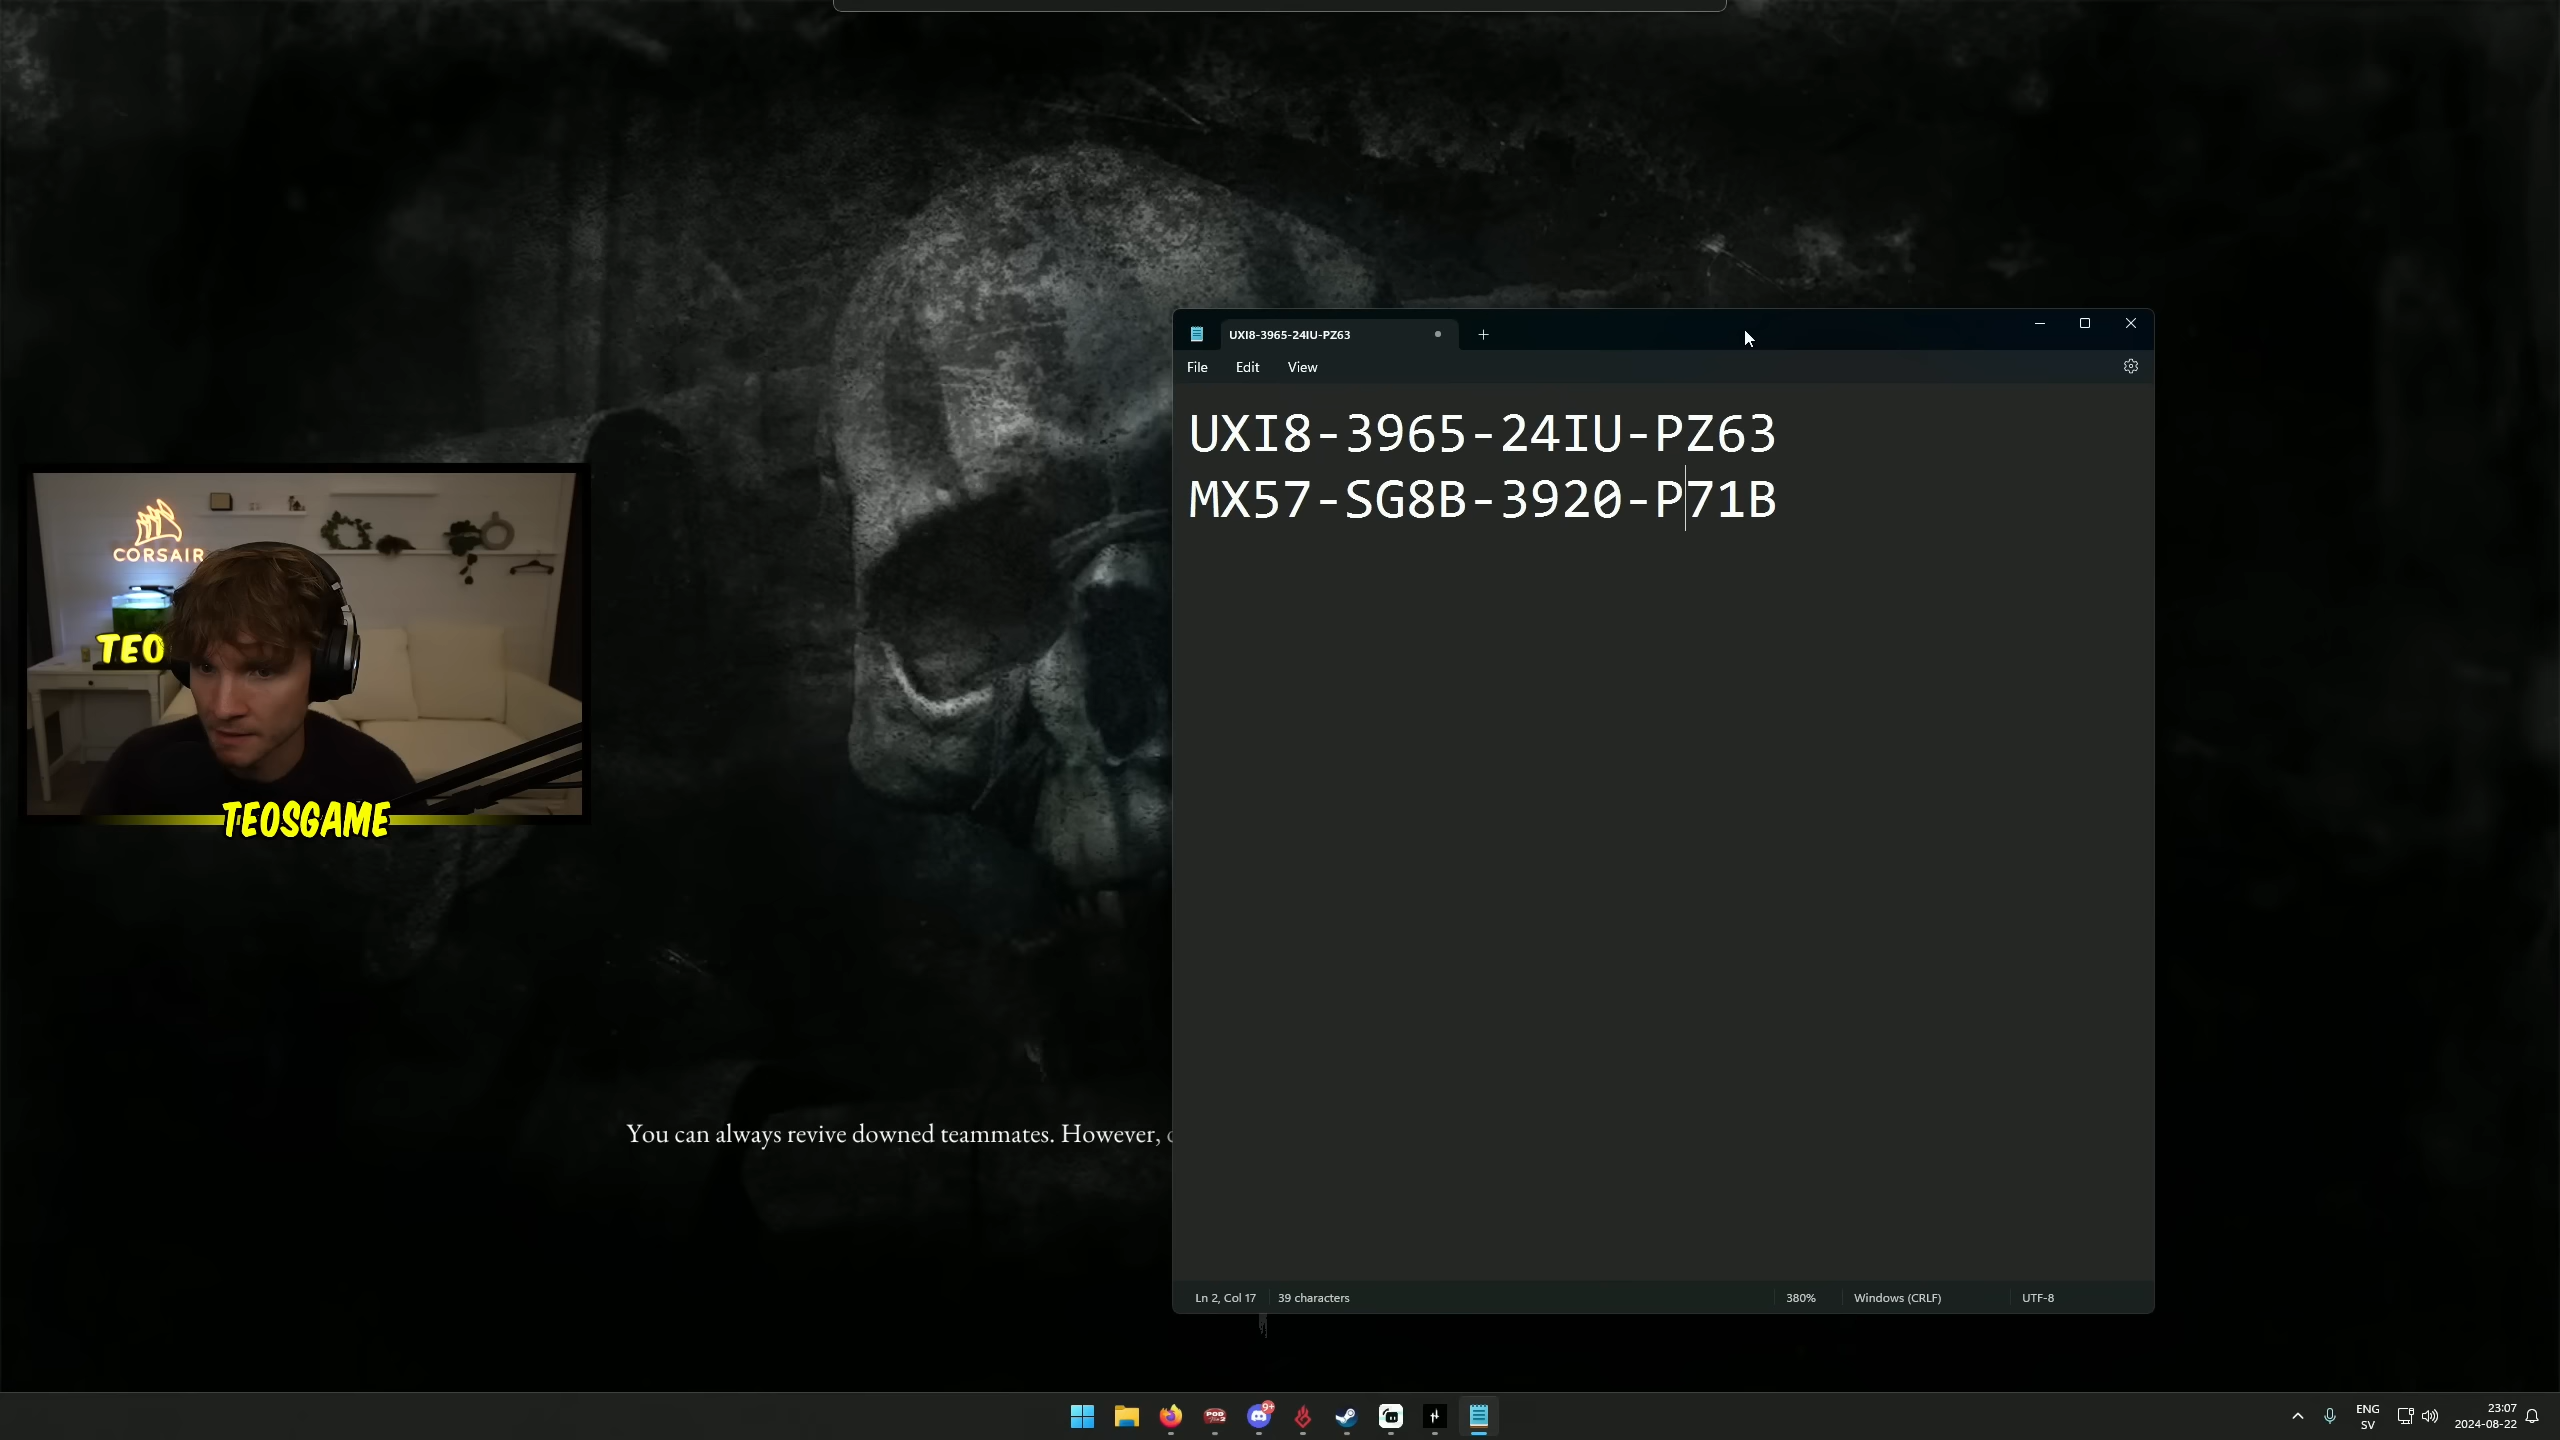 UXI8-3965-24IU-PZ63
File Edit View
UXI8-3965-24IU-PZ63
MX57-SG8B-3920-P71B
CORSAIR
TEO
TEOSGAME
You can always revive downed teammates. However,
Ln 2, Col 17 39 characters 380% Windows (CRLF) UTF-8
POD
9+
ENG
SV
23:07
2024-08-22